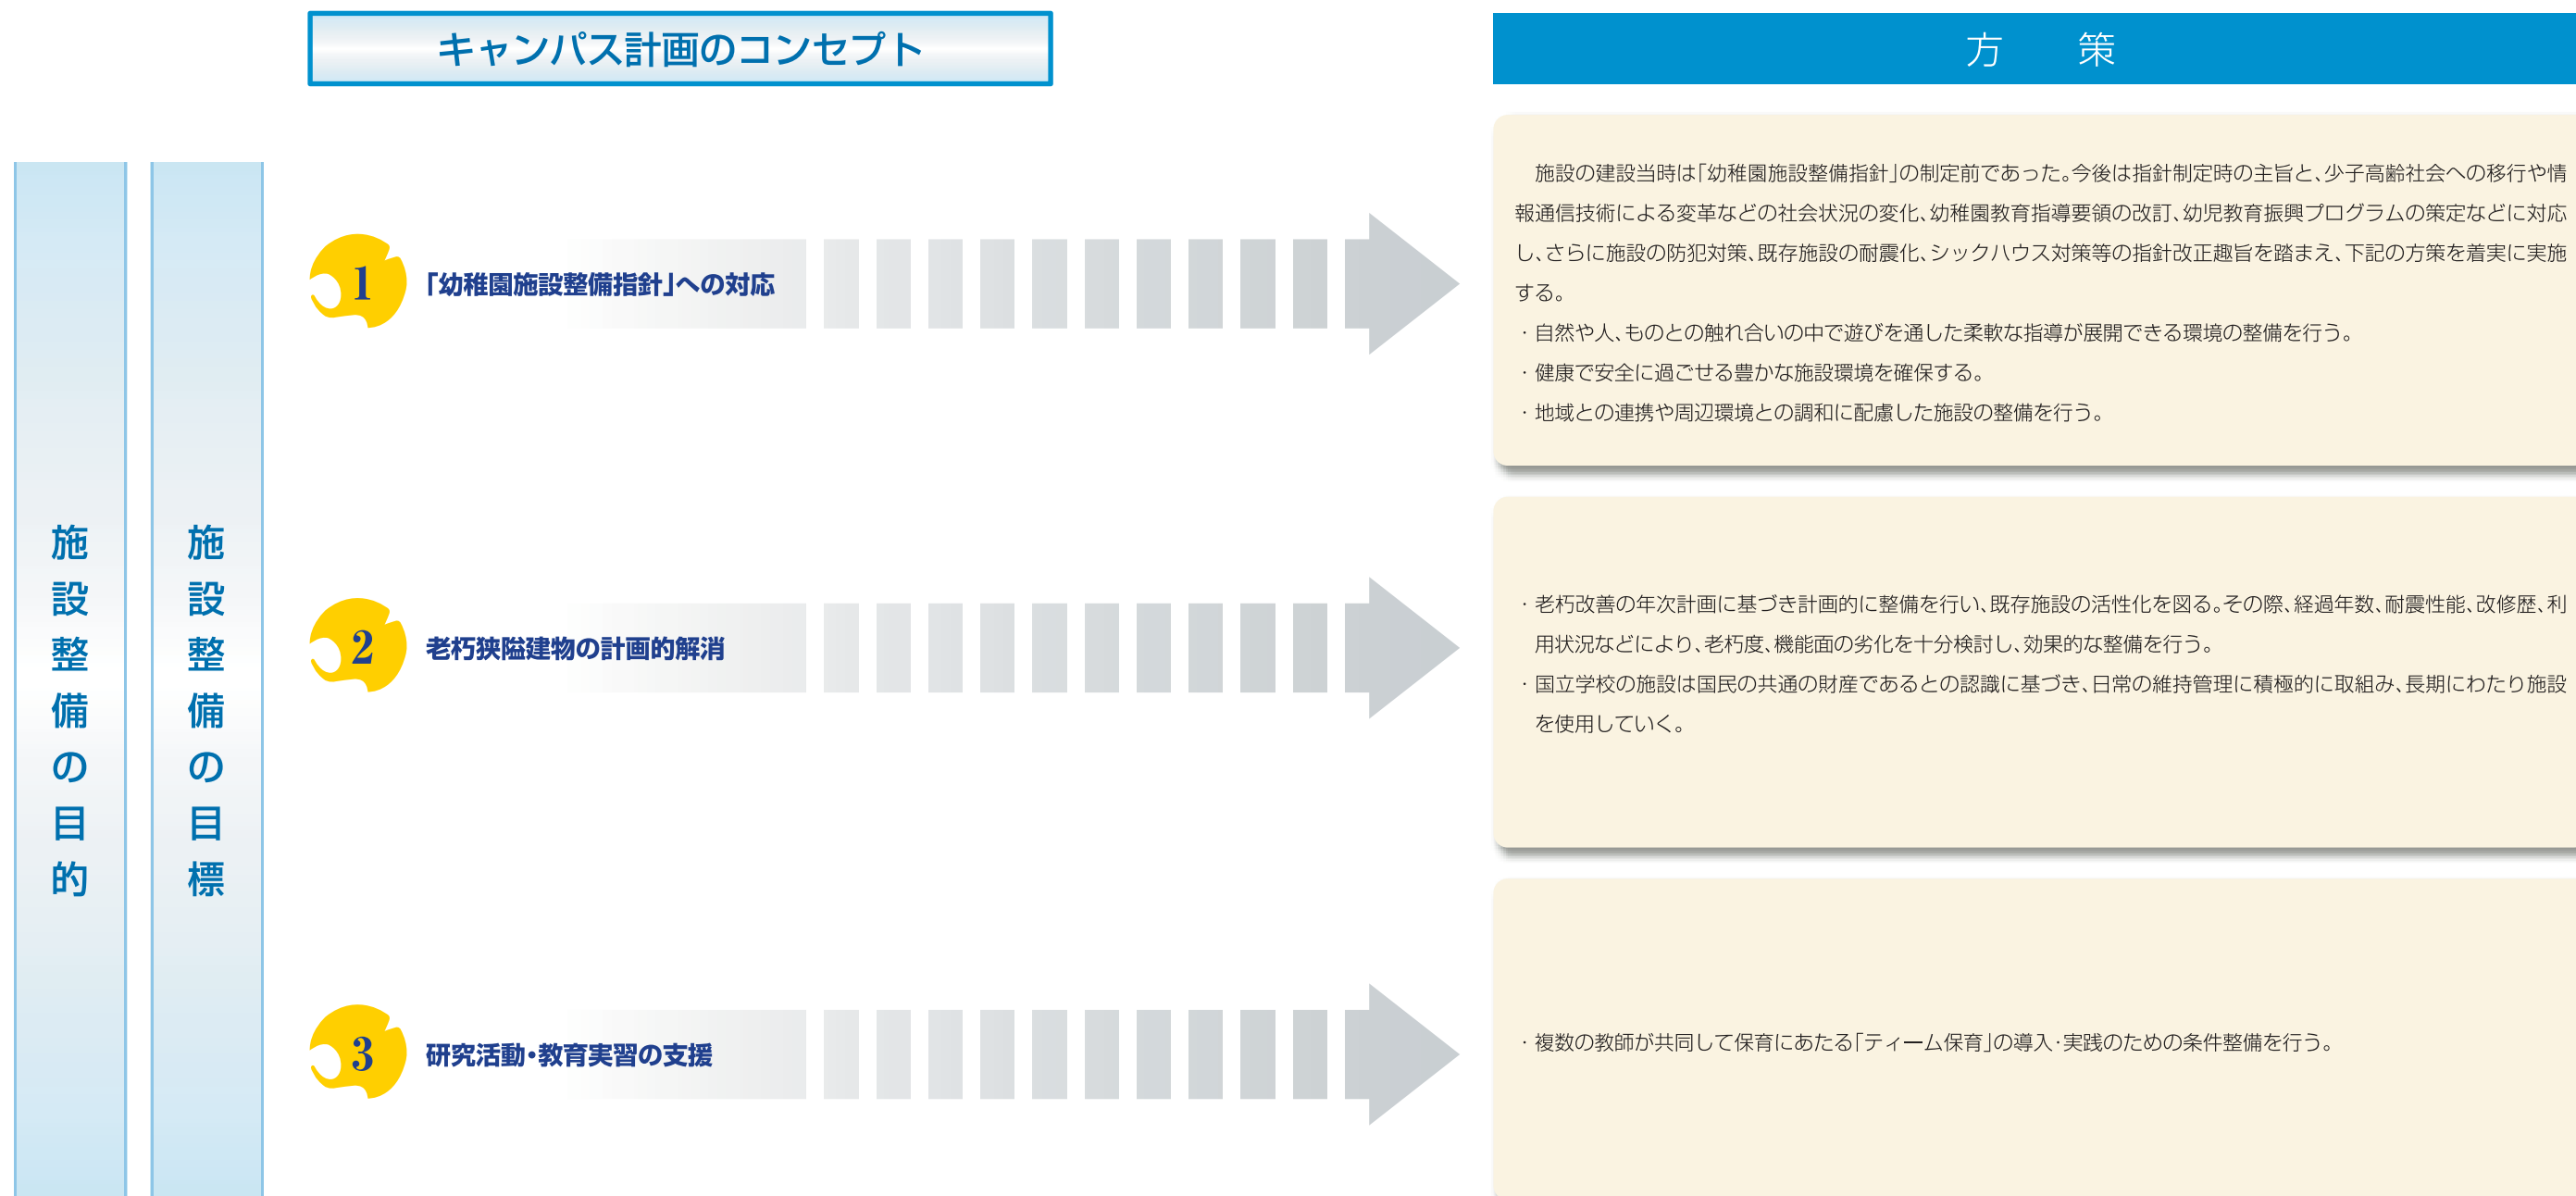 キャンパス計画のコンセプト
方　策
施設整備の目的
施設整備の目標
1
「幼稚園施設整備指針」への対応
　施設の建設当時は「幼稚園施設整備指針」の制定前であった。今後は指針制定時の主旨と、少子高齢社会への移行や情
報通信技術による変革などの社会状況の変化、幼稚園教育指導要領の改訂、幼児教育振興プログラムの策定などに対応
し、さらに施設の防犯対策、既存施設の耐震化、シックハウス対策等の指針改正趣旨を踏まえ、下記の方策を着実に実施
する。
・自然や人、ものとの触れ合いの中で遊びを通した柔軟な指導が展開できる環境の整備を行う。
・健康で安全に過ごせる豊かな施設環境を確保する。
・地域との連携や周辺環境との調和に配慮した施設の整備を行う。
2
老朽狭隘建物の計画的解消
・老朽改善の年次計画に基づき計画的に整備を行い、既存施設の活性化を図る。その際、経過年数、耐震性能、改修歴、利
用状況などにより、老朽度、機能面の劣化を十分検討し、効果的な整備を行う。
・国立学校の施設は国民の共通の財産であるとの認識に基づき、日常の維持管理に積極的に取組み、長期にわたり施設
を使用していく。
3
研究活動・教育実習の支援
・複数の教師が共同して保育にあたる「ティーム保育」の導入・実践のための条件整備を行う。